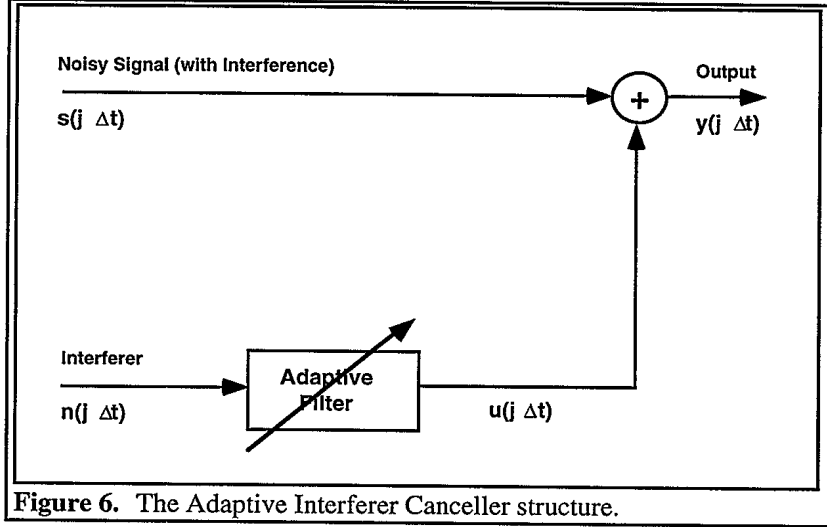 Noisy Signal (with Interference)
s(j Δt)
+
Output
y(j Δt)
Interferer
n(j Δt)
Adaptive
Filter
u(j Δt)
Figure 6. The Adaptive Interferer Canceller structure.